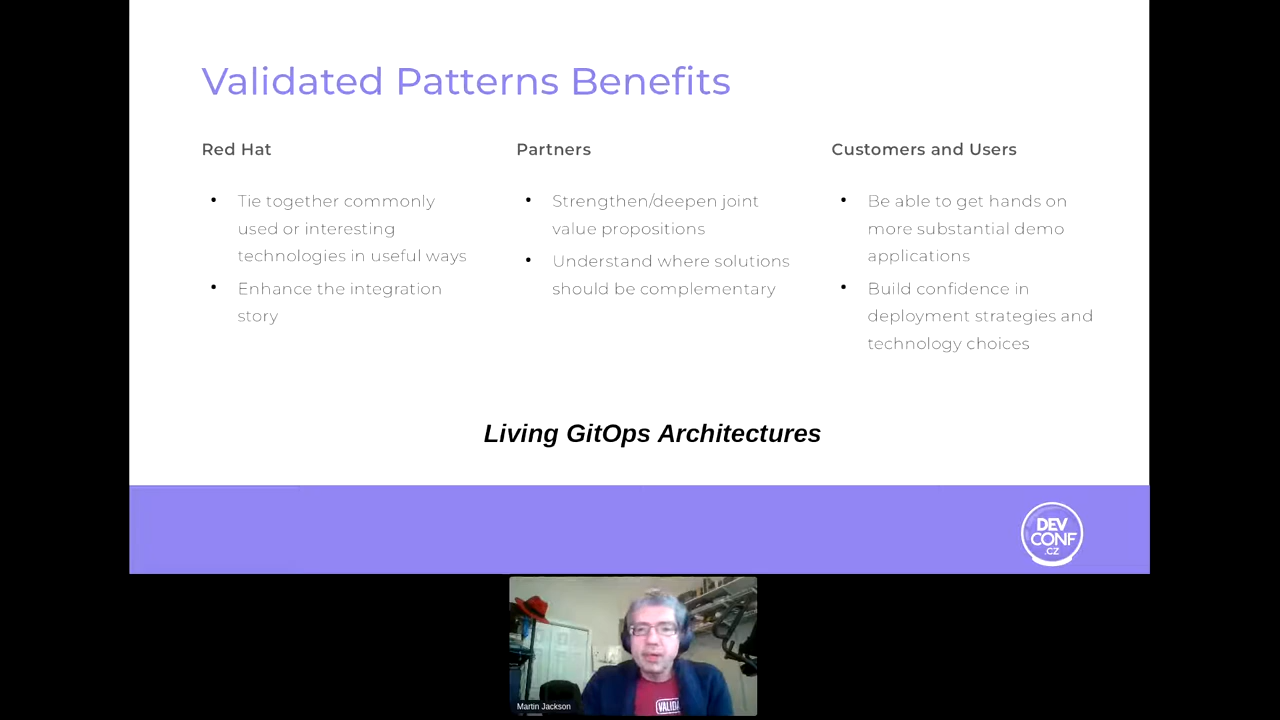 Validated Patterns Benefits
Red Hat
Tie together commonly
used or interesting
technologies in useful ways
Enhance the integration
story
Partners
Strengthen/deepen joint
value propositions
Understand where solutions
should be complementary
Customers and Users
Be able to get hands on
more substantial demo
applications
Build confidence in
deployment strategies and
technology choices
Living GitOps Architectures
DEV
CONF
.CZ
Martin Jackson